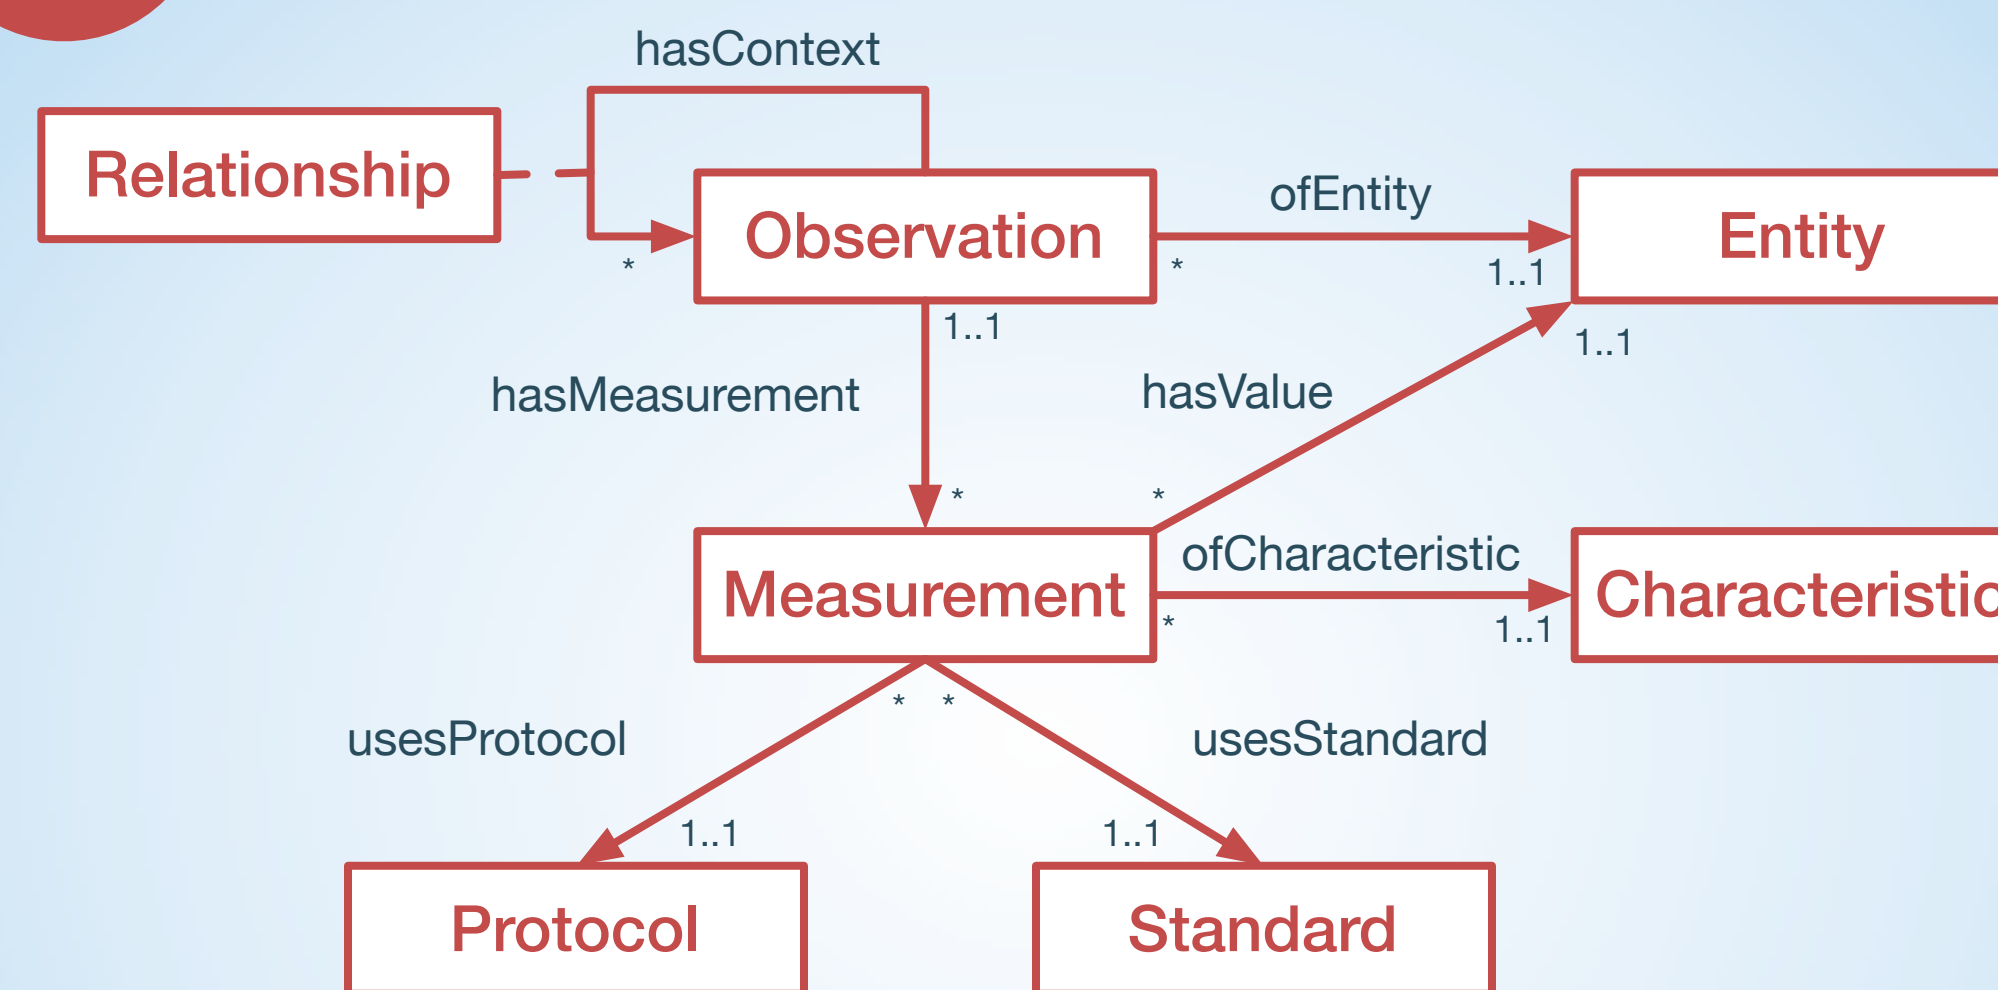 hasContext
Relationship
Observation
ofEntity
Entity
*
*
1..1
1..1
1..1
hasMeasurement
hasValue
*
*
Measurement
ofCharacteristic
Characteristic
*
1..1
*
*
usesProtocol
usesStandard
1..1
1..1
Protocol
Standard